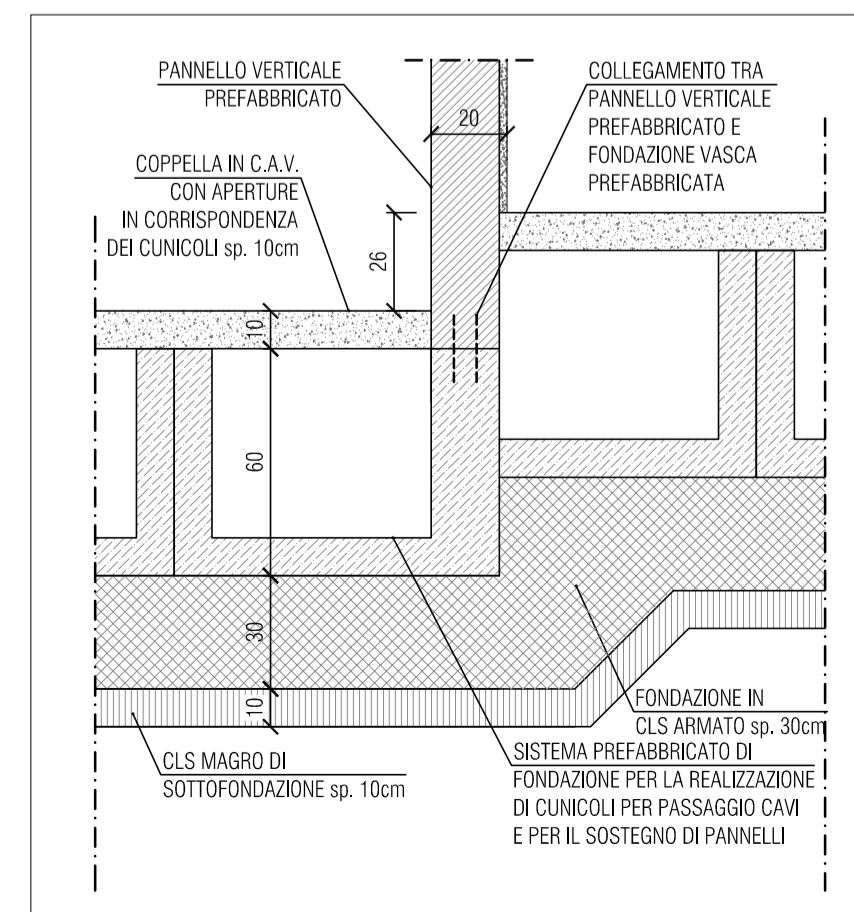 PANNELLO VERTICALE
PREFABBRICATO
COLLEGAMENTO TRA
PANNELLO VERTICALE
PREFABBRICATO E
FONDAZIONE VASCA
PREFABBRICATA
20
COPPELLA IN C.A.V.
CON APERTURE
IN CORRISPONDENZA
DEI CUNICOLI sp. 10cm
26
10
60
30
10
FONDAZIONE IN
CLS ARMATO sp. 30cm
CLS MAGRO DI
SOTTOFONDAZIONE sp. 10cm
SISTEMA PREFABBRICATO DI
FONDAZIONE PER LA REALIZZAZIONE
DI CUNICOLI PER PASSAGGIO CAVI
E PER IL SOSTEGNO DI PANNELLI